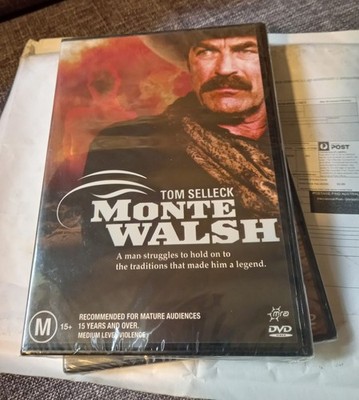 TOM SELLECK
MONTE
WALSH
A man struggles to hold on to
the traditions that made him a legend.
M 15+
RECOMMENDED FOR MATURE AUDIENCES
15 YEARS AND OVER.
MEDIUM LEVEL VIOLENCE
mra
DVD
POST